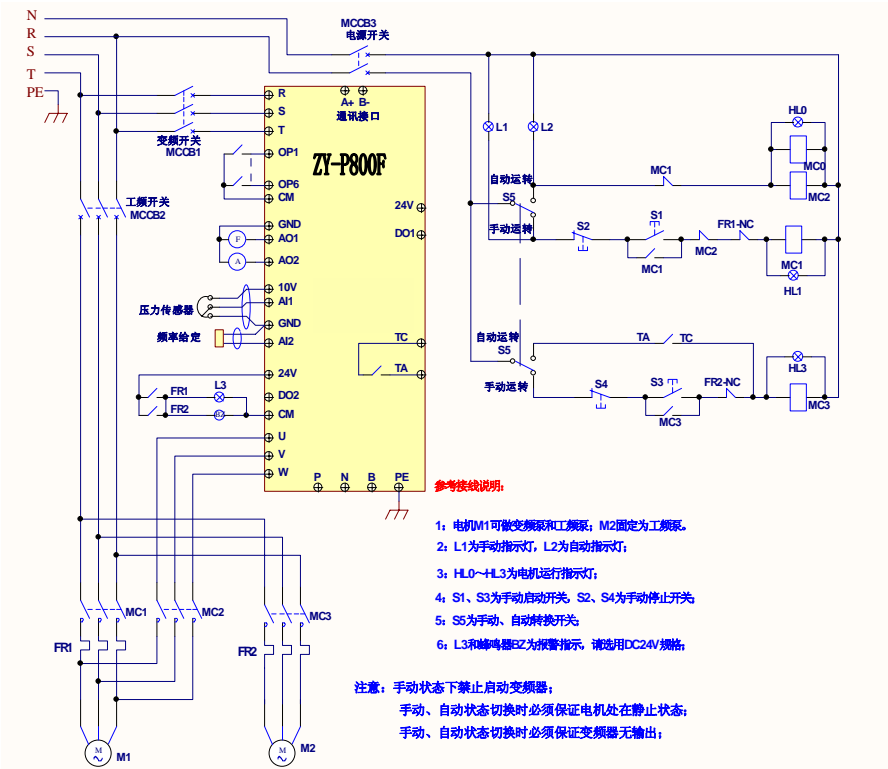 N
R
S
T
PE
MCCB3
电源开关
R
S
T
变频开关
MCCB1
A+ B-
通讯接口
ZY-P800F
L1
L2
HL0
MC0
MC2
MC1
OP1
OP6
CM
工频开关
MCCB2
24V
DO1
自动运转
S5
手动运转
S2
S1
MC1
MC2
FR1-NC
MC1
HL1
GND
AO1
AO2
F
A
10V
AI1
GND
AI2
压力传感器
频率给定
TC
TA
自动运转
S5
手动运转
TA
TC
S4
S3
MC3
FR2-NC
HL3
MC3
24V
DO2
CM
FR1
FR2
L3
BZ
U
V
W
P
N
B
PE
参考接线说明:
1：电机M1可做变频泵和工频泵；M2固定为工频泵。
2：L1为手动指示灯，L2为自动指示灯；
3：HL0～HL3为电机运行指示灯；
4：S1、S3为手动启动开关，S2、S4为手动停止开关；
5：S5为手动、自动转换开关；
6：L3和蜂鸣器BZ为报警指示，请选用DC24V规格；
MC1
MC2
MC3
FR1
FR2
注意：手动状态下禁止启动变频器；
手动、自动状态切换时必须保证电机处在静止状态；
手动、自动状态切换时必须保证变频器无输出；
M
~
M1
M
~
M2